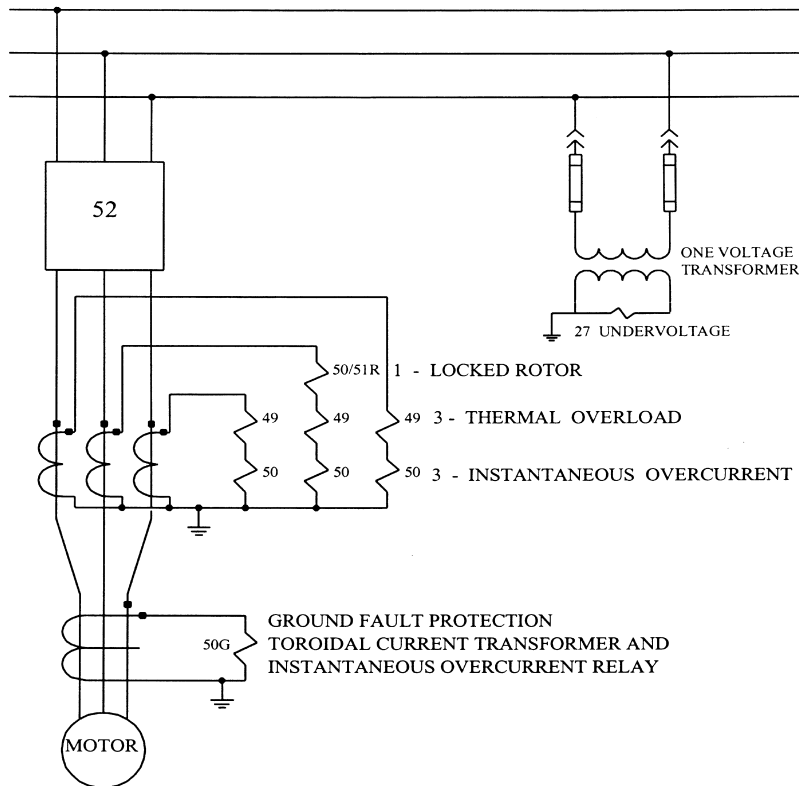 52
ONE VOLTAGE
TRANSFORMER
27 UNDERVOLTAGE
50/51R 1 - LOCKED ROTOR
49 49 49 3 - THERMAL OVERLOAD
50 50 50 3 - INSTANTANEOUS OVERCURRENT
GROUND FAULT PROTECTION
50G TOROIDAL CURRENT TRANSFORMER AND
INSTANTANEOUS OVERCURRENT RELAY
MOTOR